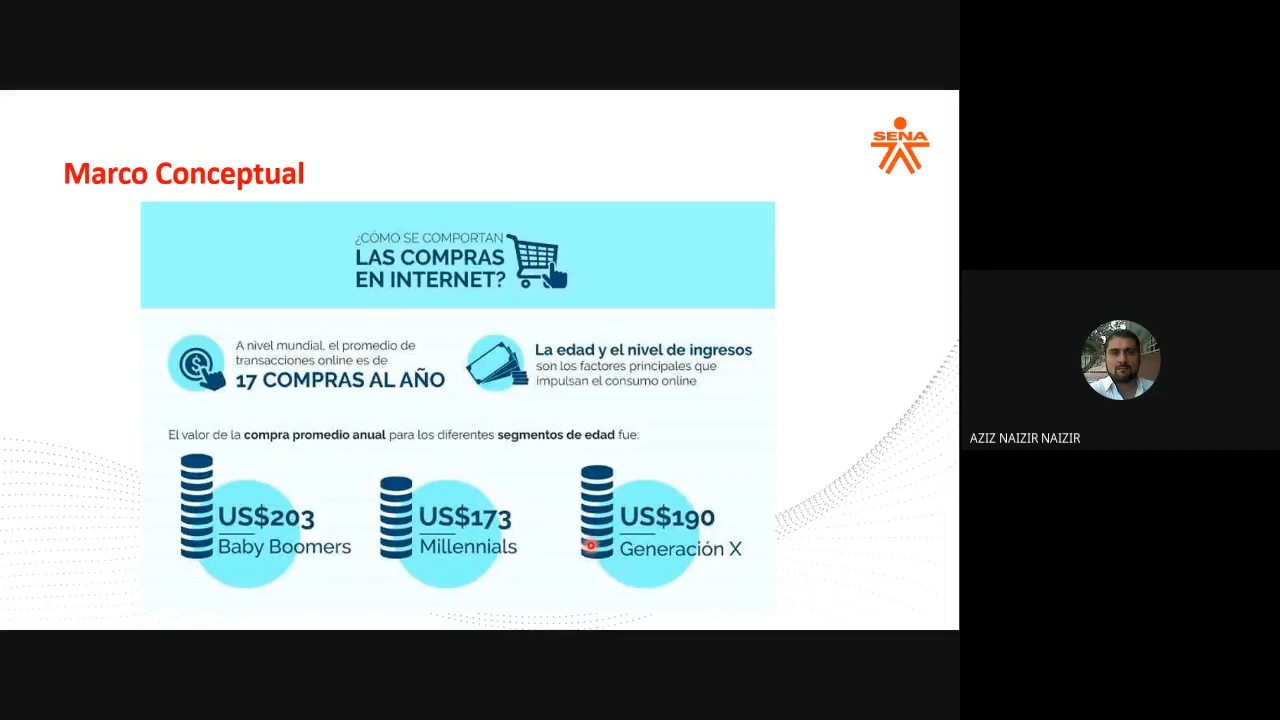 SENA
Marco Conceptual
¿CÓMO SE COMPORTAN
LAS COMPRAS
EN INTERNET?
A nivel mundial, el promedio de
transacciones online es de
17 COMPRAS AL AÑO
La edad y el nivel de ingresos
son los factores principales que
impulsan el consumo online
El valor de la compra promedio anual para los diferentes segmentos de edad fue:
US$203
Baby Boomers
US$173
Millennials
US$190
Generación X
AZIZ NAIZIR NAIZIR